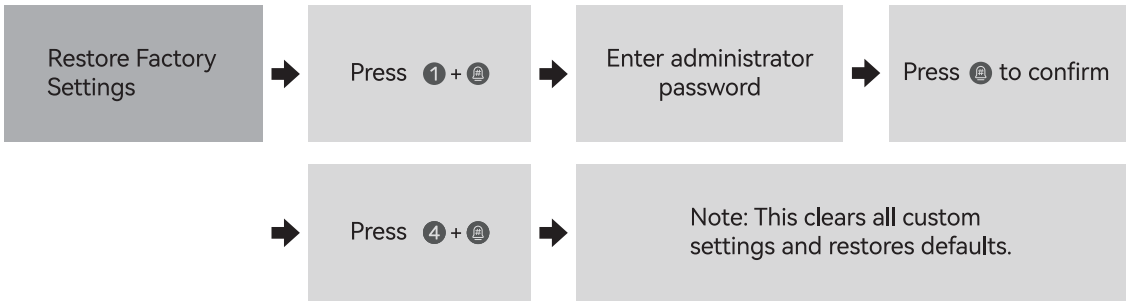 Restore Factory
Settings
Press 1 + #
Enter administrator
password
Press # to confirm
Press 4 + #
Note: This clears all custom
settings and restores defaults.